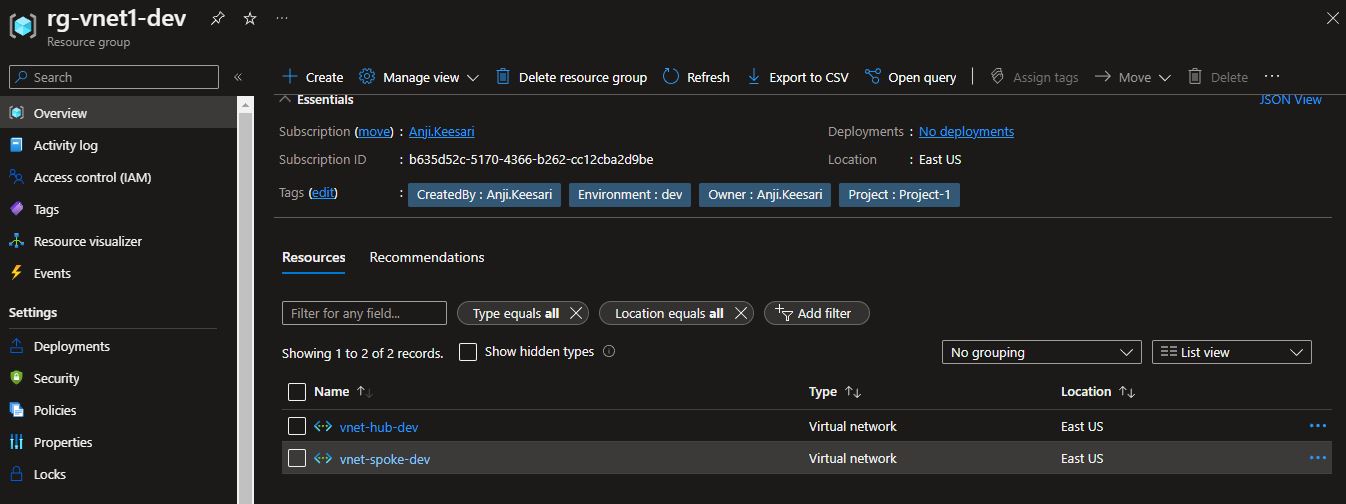 rg-vnet1-dev
Resource group
Search
Overview
Activity log
Access control (IAM)
Tags
Resource visualizer
Events
Settings
Deployments
Security
Policies
Properties
Locks
Create Manage view Delete resource group Refresh Export to CSV Open query Assign tags Move Delete
Essentials JSON View
Subscription (move) : Anji.Keesari Deployments : No deployments
Subscription ID : b635d52c-5170-4366-b262-cc12cba2d9be Location : East US
Tags (edit) : CreatedBy : Anji.Keesari Environment : dev Owner : Anji.Keesari Project : Project-1
Resources Recommendations
Filter for any field... Type equals all Location equals all Add filter
Showing 1 to 2 of 2 records. Show hidden types No grouping List view
Name Type Location
vnet-hub-dev Virtual network East US
vnet-spoke-dev Virtual network East US